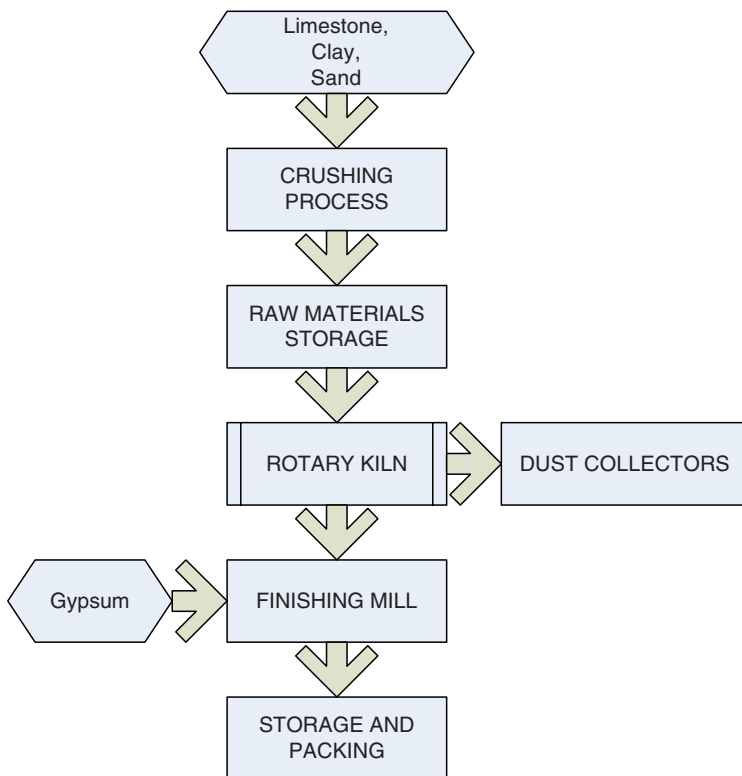 Limestone,
Clay,
Sand
CRUSHING
PROCESS
RAW MATERIALS
STORAGE
ROTARY KILN
DUST COLLECTORS
Gypsum
FINISHING MILL
STORAGE AND
PACKING